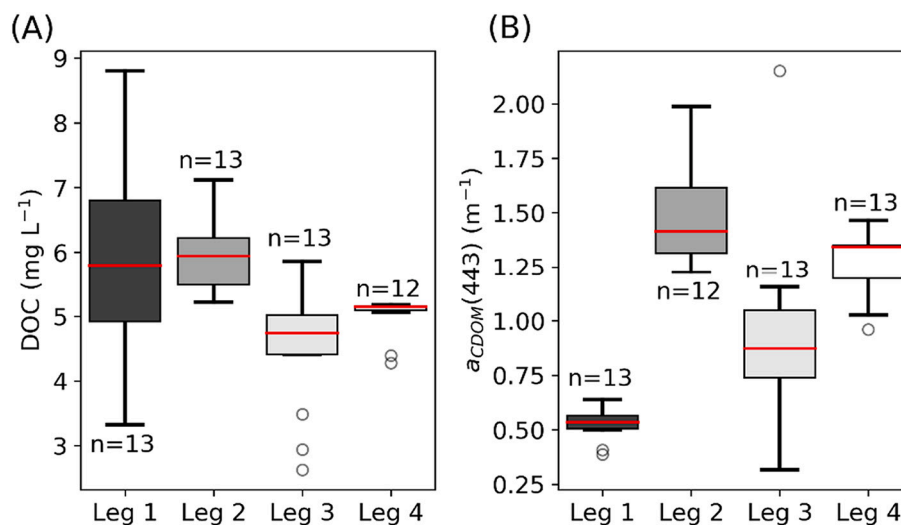 (A)
DOC (mg L⁻¹)
9
8
7
6
5
4
3
n=13
n=13
n=13
n=12
Leg 1 Leg 2 Leg 3 Leg 4
(B)
a_CDOM(443) (m⁻¹)
2.00
1.75
1.50
1.25
1.00
0.75
0.50
0.25
n=13
n=12
n=13
n=13
Leg 1 Leg 2 Leg 3 Leg 4